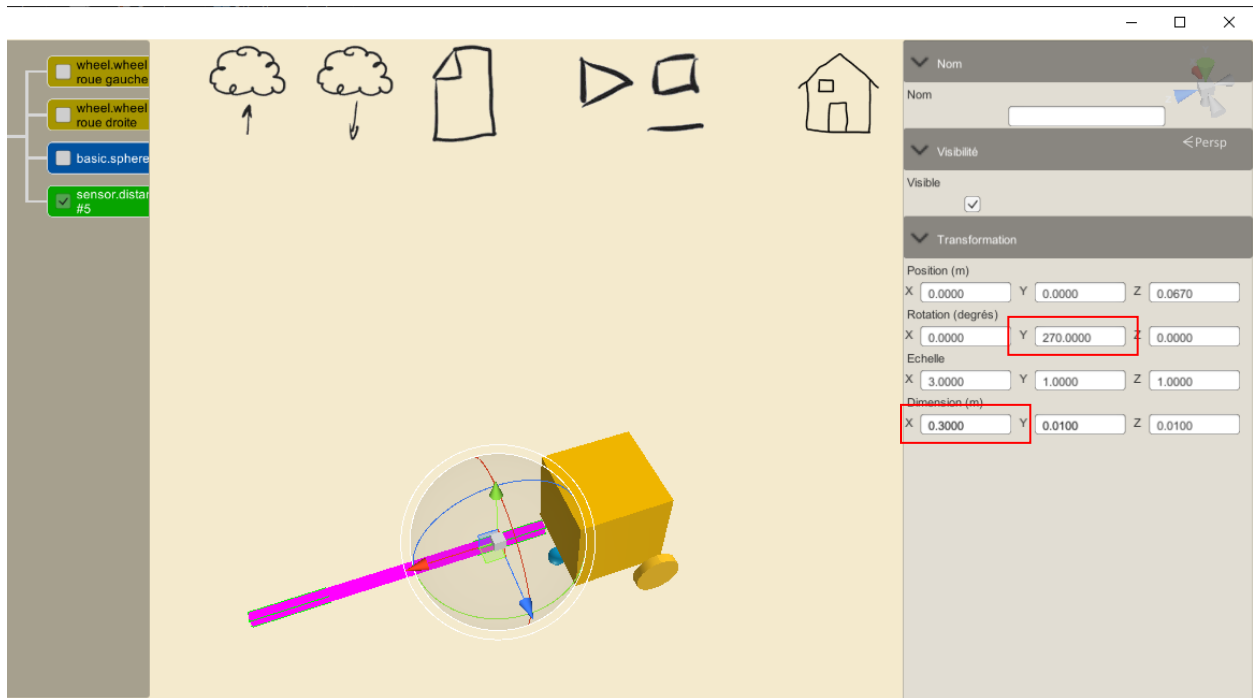 wheel.wheel
roue gauche
wheel.wheel
roue droite
basic.sphere
sensor.distan
#5
Nom
Nom
Persp
Visibilité
Visible
Transformation
Position (m)
X 0.0000 Y 0.0000 Z 0.0670
Rotation (degrés)
X 0.0000 Y 270.0000 Z 0.0000
Echelle
X 3.0000 Y 1.0000 Z 1.0000
Dimension (m)
X 0.3000 Y 0.0100 Z 0.0100